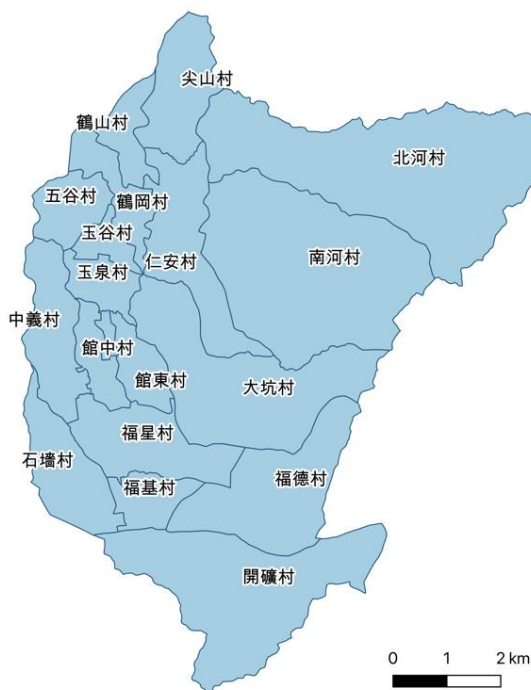 尖山村
鶴山村
北河村
五谷村
鶴岡村
玉谷村
仁安村
南河村
玉泉村
中義村
館中村
館東村
大坑村
福星村
石墻村
福基村
福德村
開礦村
0 1 2 km